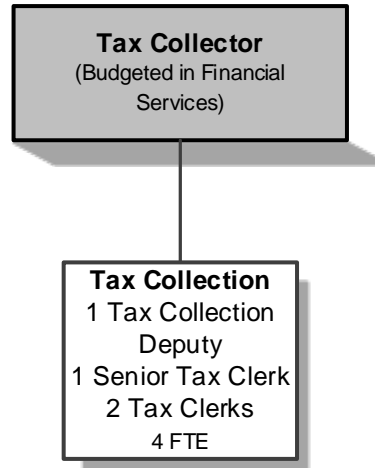 Tax Collector
(Budgeted in Financial
Services)
Tax Collection
1 Tax Collection
Deputy
1 Senior Tax Clerk
2 Tax Clerks
4 FTE